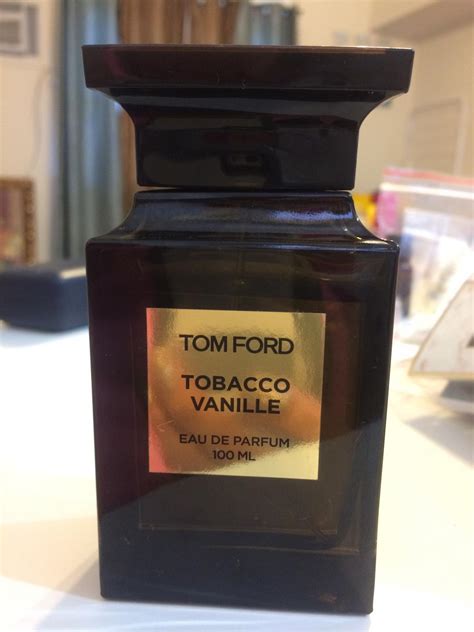 TOM FORD
TOBACCO
VANILLE
EAU DE PARFUM
100 ML